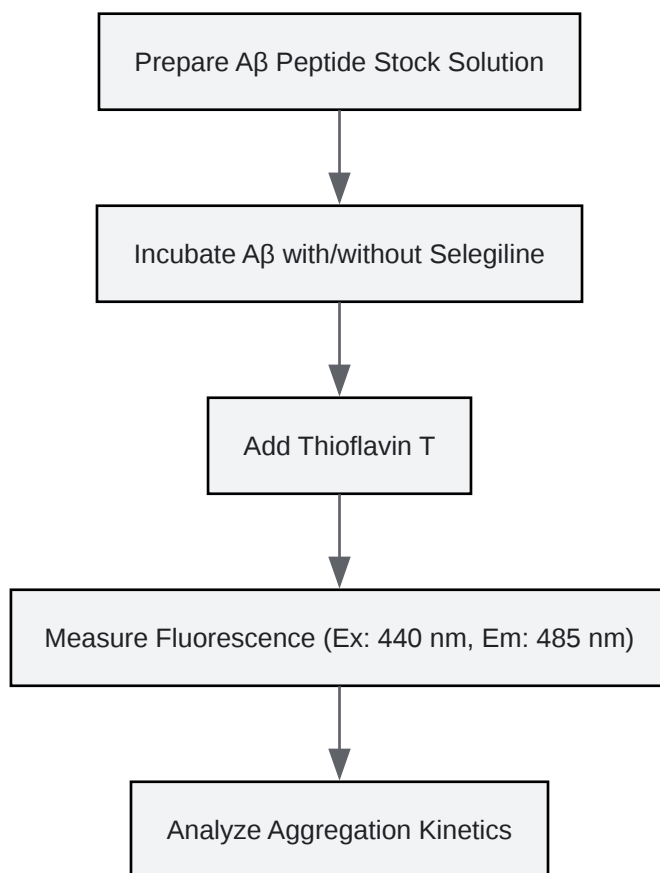 Prepare Aβ Peptide Stock Solution
Incubate Aβ with/without Selegiline
Add Thioflavin T
Measure Fluorescence (Ex: 440 nm, Em: 485 nm)
Analyze Aggregation Kinetics